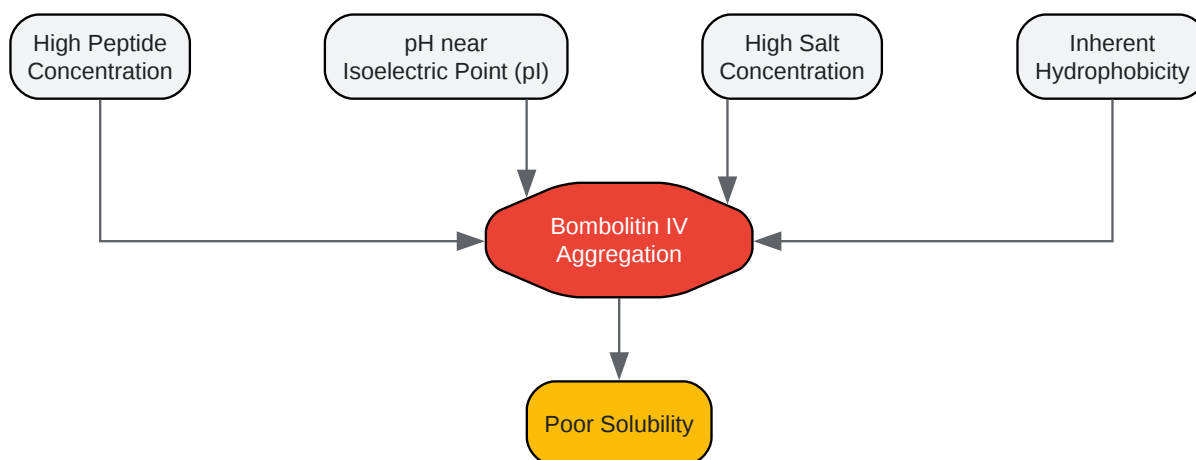 High Peptide
Concentration
pH near
Isoelectric Point (pI)
High Salt
Concentration
Inherent
Hydrophobicity
Bombolitin IV
Aggregation
Poor Solubility